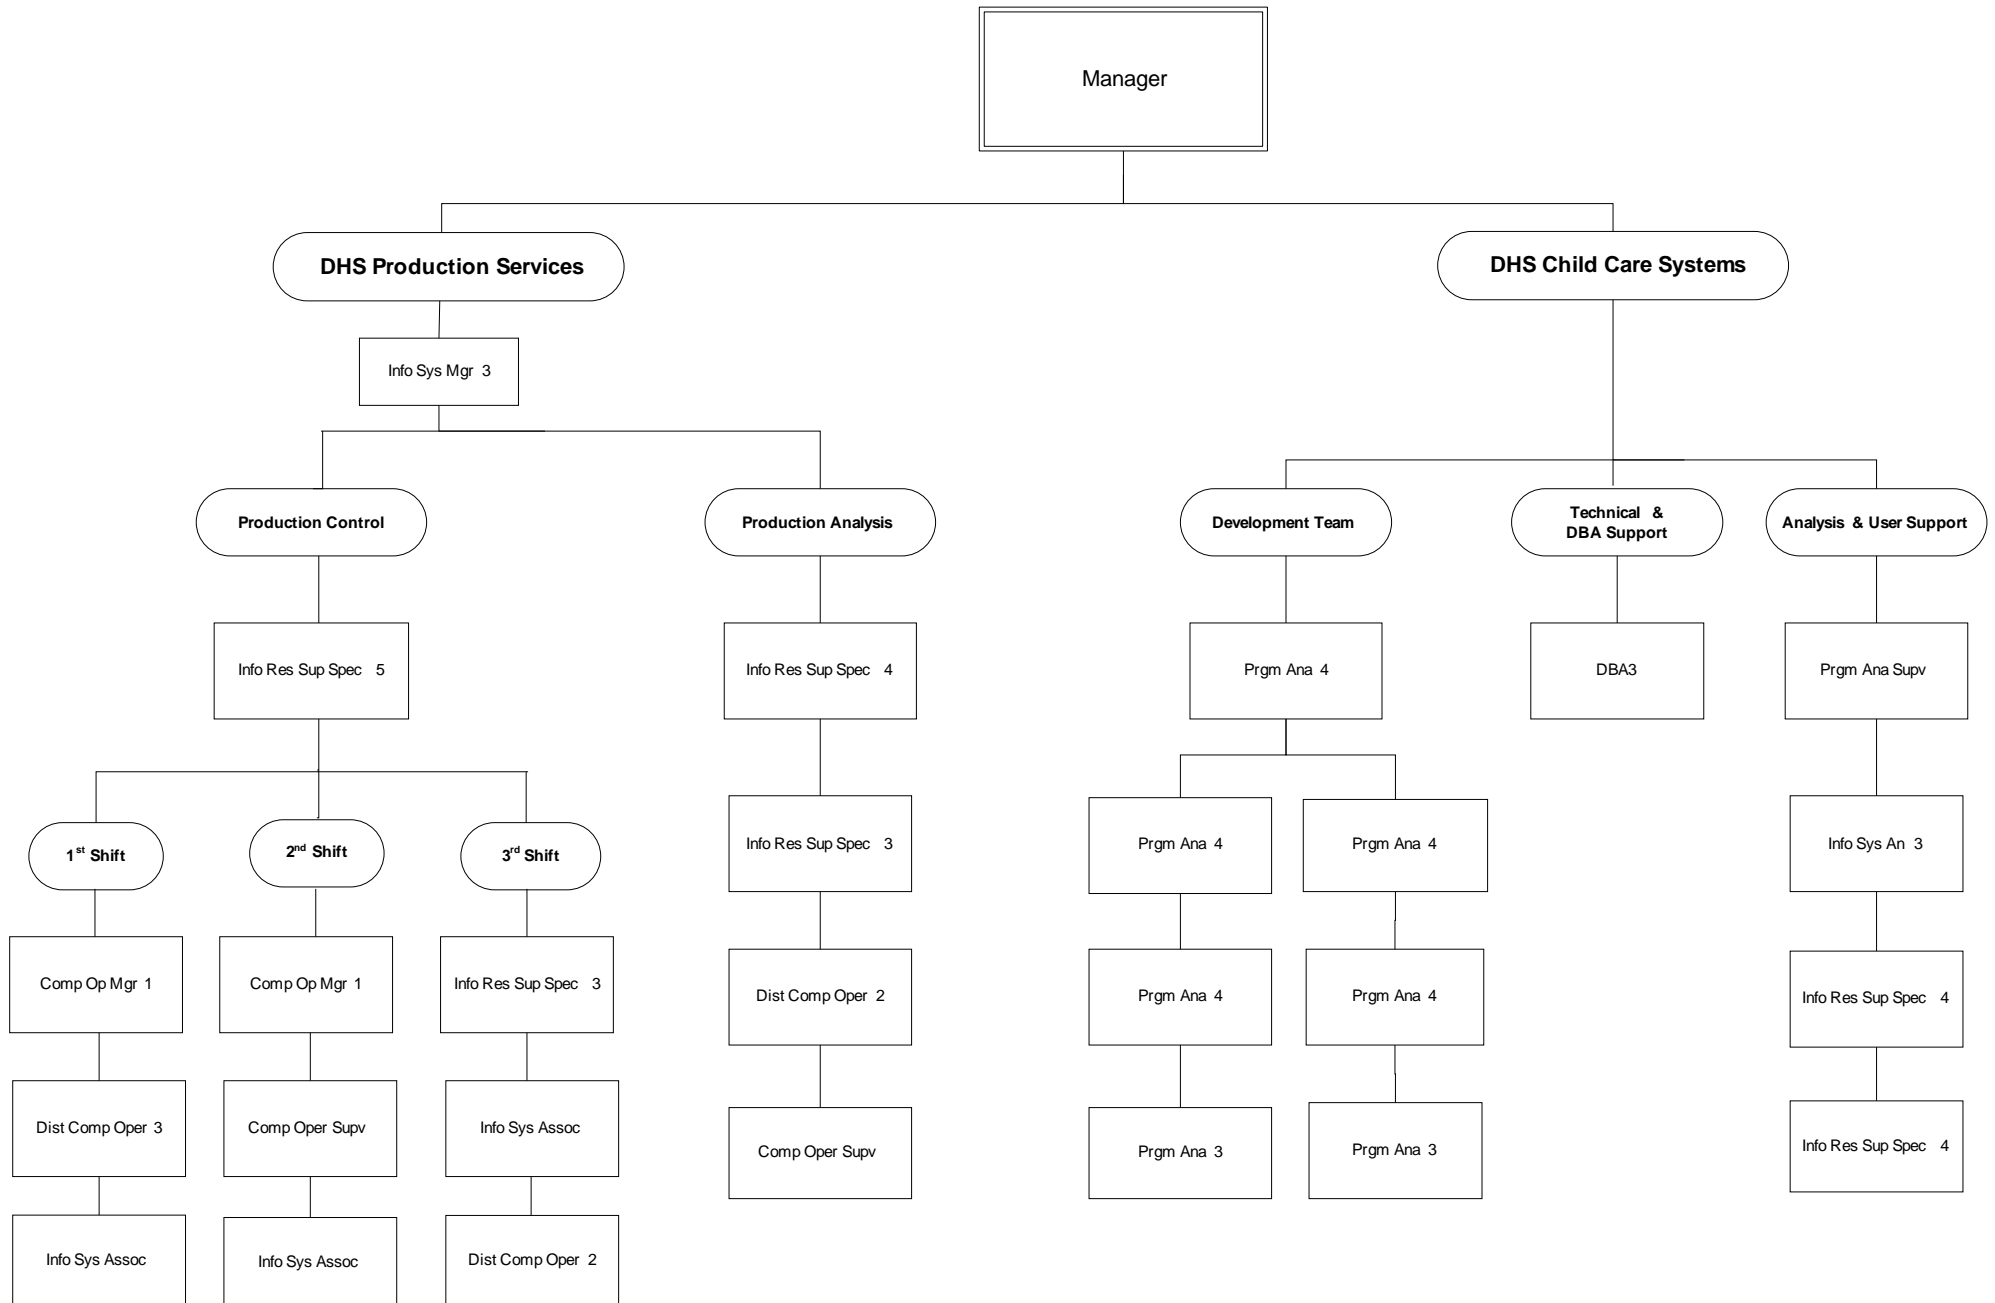 Manager
DHS Production Services
DHS Child Care Systems
Info Sys Mgr 3
Production Control
Production Analysis
Development Team
Technical &
DBA Support
Analysis & User Support
Info Res Sup Spec 5
Info Res Sup Spec 4
Prgm Ana 4
DBA3
Prgm Ana Supv
1st Shift
2nd Shift
3rd Shift
Info Res Sup Spec 3
Prgm Ana 4
Prgm Ana 4
Info Sys An 3
Comp Op Mgr 1
Comp Op Mgr 1
Info Res Sup Spec 3
Dist Comp Oper 2
Prgm Ana 4
Prgm Ana 4
Info Res Sup Spec 4
Dist Comp Oper 3
Comp Oper Supv
Info Sys Assoc
Comp Oper Supv
Prgm Ana 3
Prgm Ana 3
Info Res Sup Spec 4
Info Sys Assoc
Info Sys Assoc
Dist Comp Oper 2